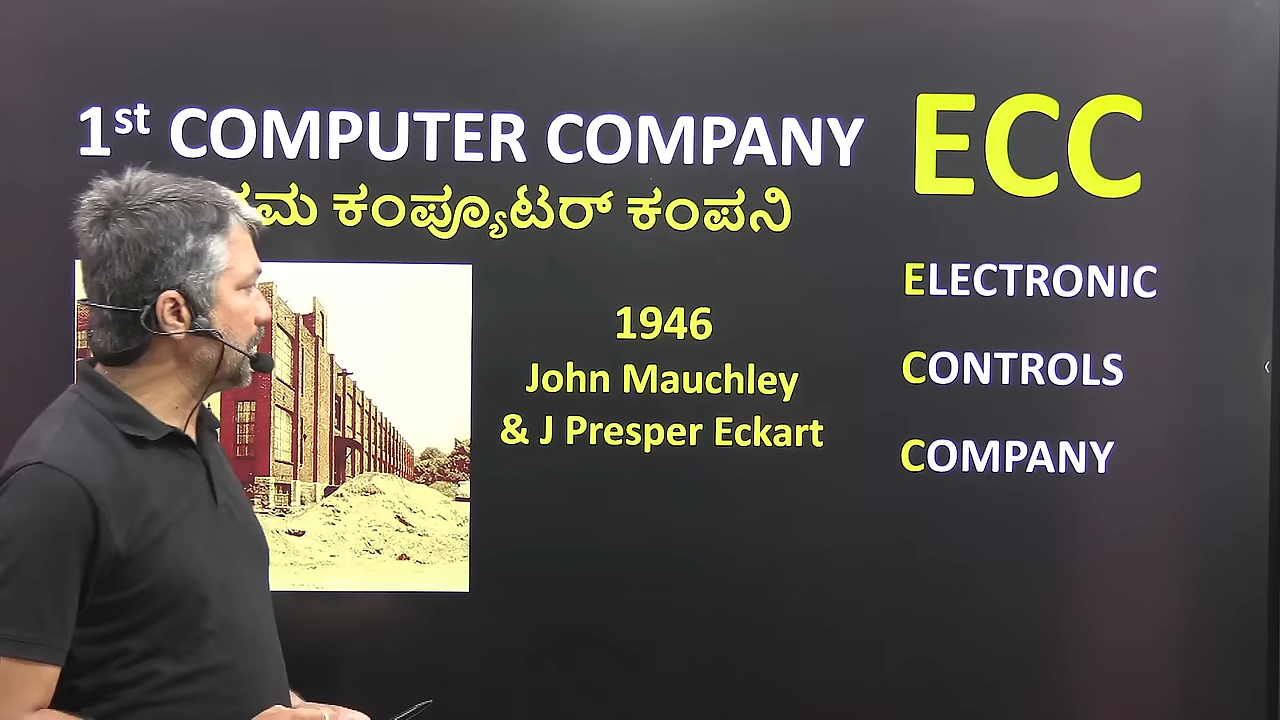 1st COMPUTER COMPANY
ಕಂಪ್ಯೂಟರ್ ಕಂಪನಿ
ECC
ELECTRONIC
CONTROLS
COMPANY
1946
John Mauchley
& J Presper Eckart